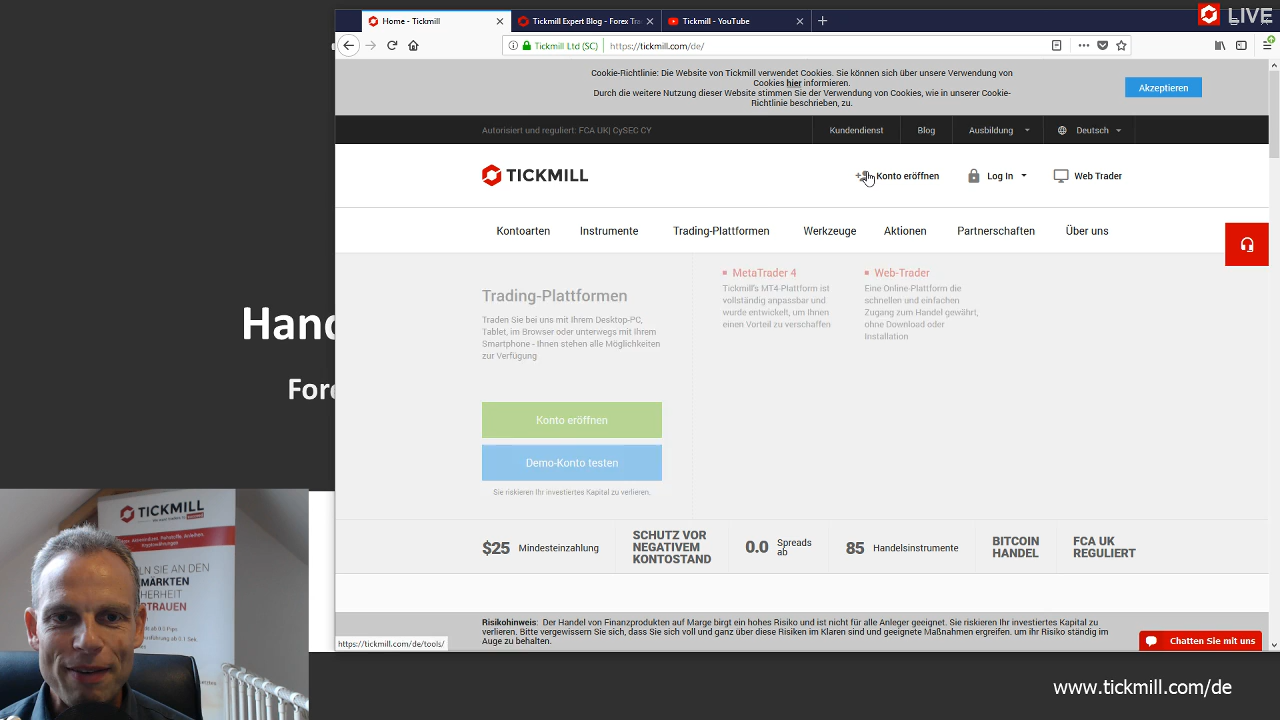 Home - Tickmill
Tickmill Expert Blog - Forex Tra
Tickmill - YouTube
LIVE
Tickmill Ltd (SC)
https://tickmill.com/de/
Cookie-Richtlinie: Die Website von Tickmill verwendet Cookies. Sie können sich über unsere Verwendung von
Cookies hier informieren.
Durch die weitere Nutzung dieser Website stimmen Sie der Verwendung von Cookies, wie in unserer Cookie-
Richtlinie beschrieben, zu.
Akzeptieren
Autorisiert und reguliert: FCA UK| CySEC CY
Kundendienst
Blog
Ausbildung
Deutsch
TICKMILL
Konto eröffnen
Log In
Web Trader
Kontoarten
Instrumente
Trading-Plattformen
Werkzeuge
Aktionen
Partnerschaften
Über uns
Trading-Plattformen
Traden Sie bei uns mit Ihrem Desktop-PC,
Tablet, im Browser oder unterwegs mit Ihrem
Smartphone - Ihnen stehen alle Möglichkeiten
zur Verfügung
Konto eröffnen
Demo-Konto testen
Sie riskieren Ihr investiertes Kapital zu verlieren.
MetaTrader 4
Tickmill's MT4-Plattform ist
vollständig anpassbar und
wurde entwickelt, um Ihnen
einen Vorteil zu verschaffen
Web-Trader
Eine Online-Plattform die
schnellen und einfachen
Zugang zum Handel gewährt,
ohne Download oder
Installation
Hand
Fore
$25 Mindesteinzahlung
SCHUTZ VOR
NEGATIVEM
KONTOSTAND
0.0 Spreads
ab
85 Handelsinstrumente
BITCOIN
HANDEL
FCA UK
REGULIERT
Risikohinweis: Der Handel von Finanzprodukten auf Marge birgt ein hohes Risiko und ist nicht für alle Anleger geeignet. Sie riskieren Ihr investiertes Kapital zu
verlieren. Bitte vergewissern Sie sich, dass Sie sich voll und ganz über diese Risiken im Klaren sind und geeignete Maßnahmen ergreifen, um ihr Risiko ständig im
Auge zu behalten.
https://tickmill.com/de/tools/
Chatten Sie mit uns
TICKMILL
ELN SIE AN DEN
MÄRKTEN
CHERHEIT
RTRAUEN
www.tickmill.com/de